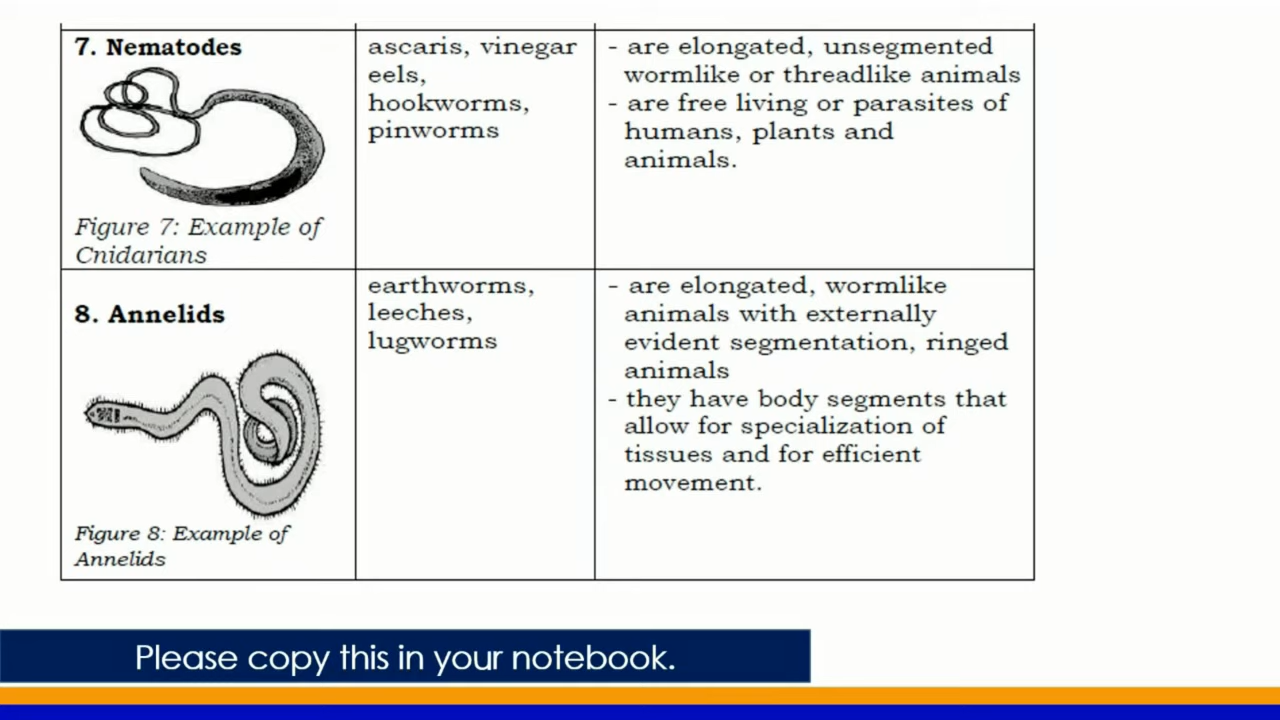 7. Nematodes
Figure 7: Example of
Cnidarians
ascaris, vinegar
eels,
hookworms,
pinworms
- are elongated, unsegmented
wormlike or threadlike animals
- are free living or parasites of
humans, plants and
animals.
8. Annelids
Figure 8: Example of
Annelids
earthworms,
leeches,
lugworms
- are elongated, wormlike
animals with externally
evident segmentation, ringed
animals
- they have body segments that
allow for specialization of
tissues and for efficient
movement.
Please copy this in your notebook.